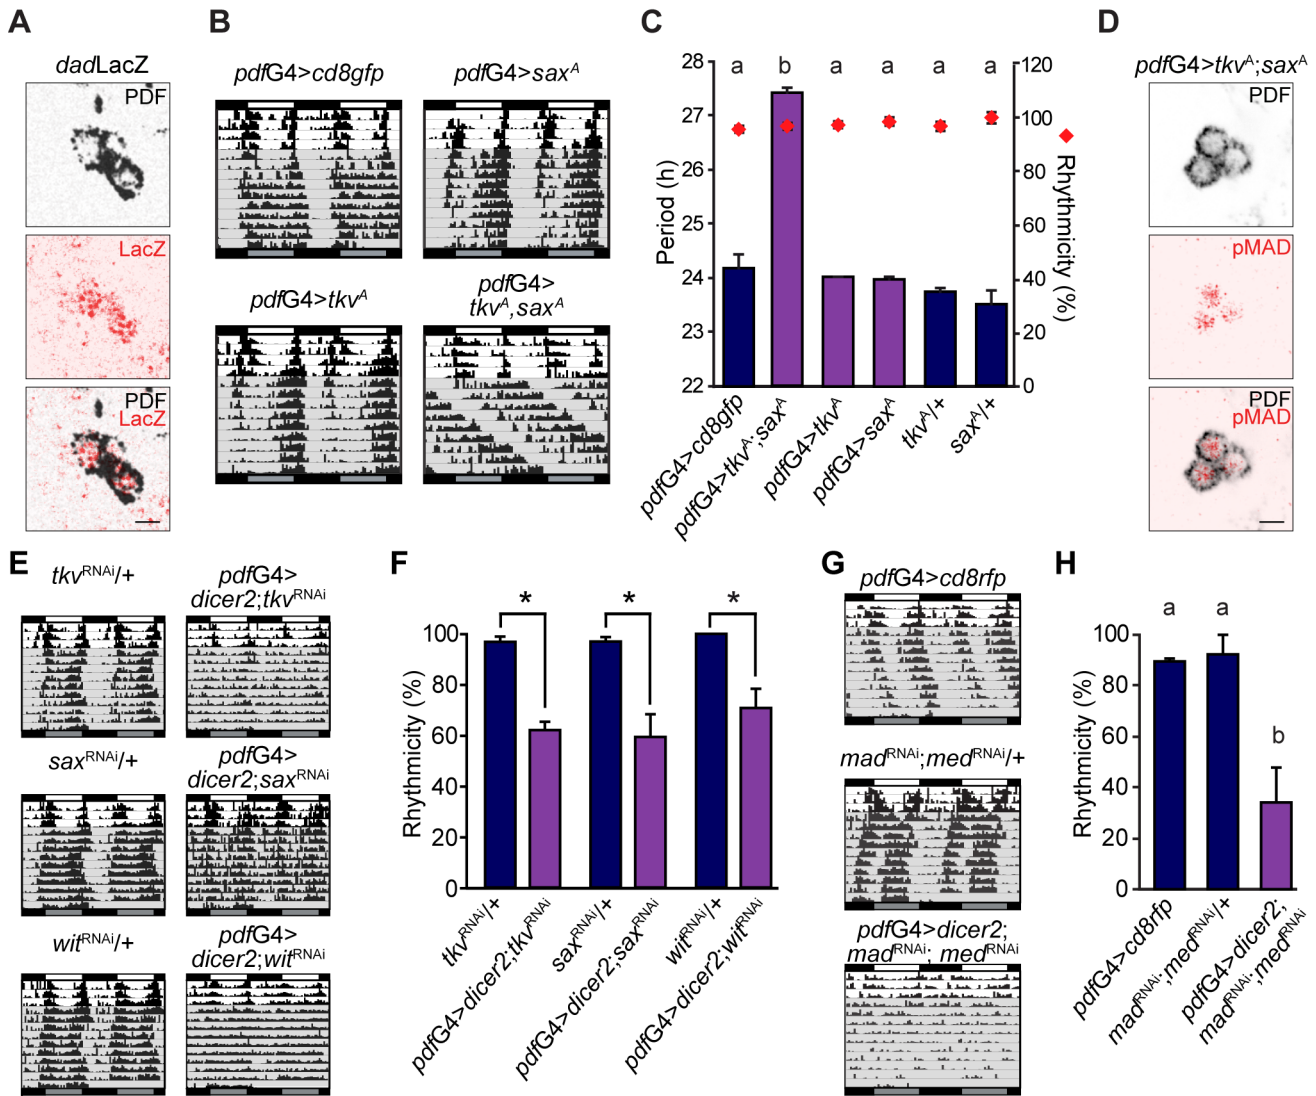 A
dadLacZ
PDF
LacZ
PDF
LacZ
B
pdfG4>cd8gfp
pdfG4>saxA
pdfG4>tkvA
pdfG4>
tkvA,saxA
C
Period (h)
28
27
26
25
24
23
22
a b a a a a
120
100
80
60
40
20
0
Rhythmicity (%)
pdfG4>cd8gfp
pdfG4>tkvA;saxA
pdfG4>tkvA
pdfG4>saxA
tkvA/+
saxA/+
D
pdfG4>tkvA;saxA
PDF
pMAD
PDF
pMAD
E
tkvRNAi/+
pdfG4>
dicer2;tkvRNAi
saxRNAi/+
pdfG4>
dicer2;saxRNAi
witRNAi/+
pdfG4>
dicer2;witRNAi
F
Rhythmicity (%)
100
80
60
40
20
0
* * *
tkvRNAi/+
pdfG4>dicer2;tkvRNAi
saxRNAi/+
pdfG4>dicer2;saxRNAi
witRNAi/+
pdfG4>dicer2;witRNAi
G
pdfG4>cd8rfp
madRNAi;medRNAi/+
pdfG4>dicer2;
madRNAi; medRNAi
H
Rhythmicity (%)
100
80
60
40
20
0
a a b
pdfG4>cd8rfp
madRNAi;medRNAi/+
pdfG4>dicer2;
madRNAi;medRNAi